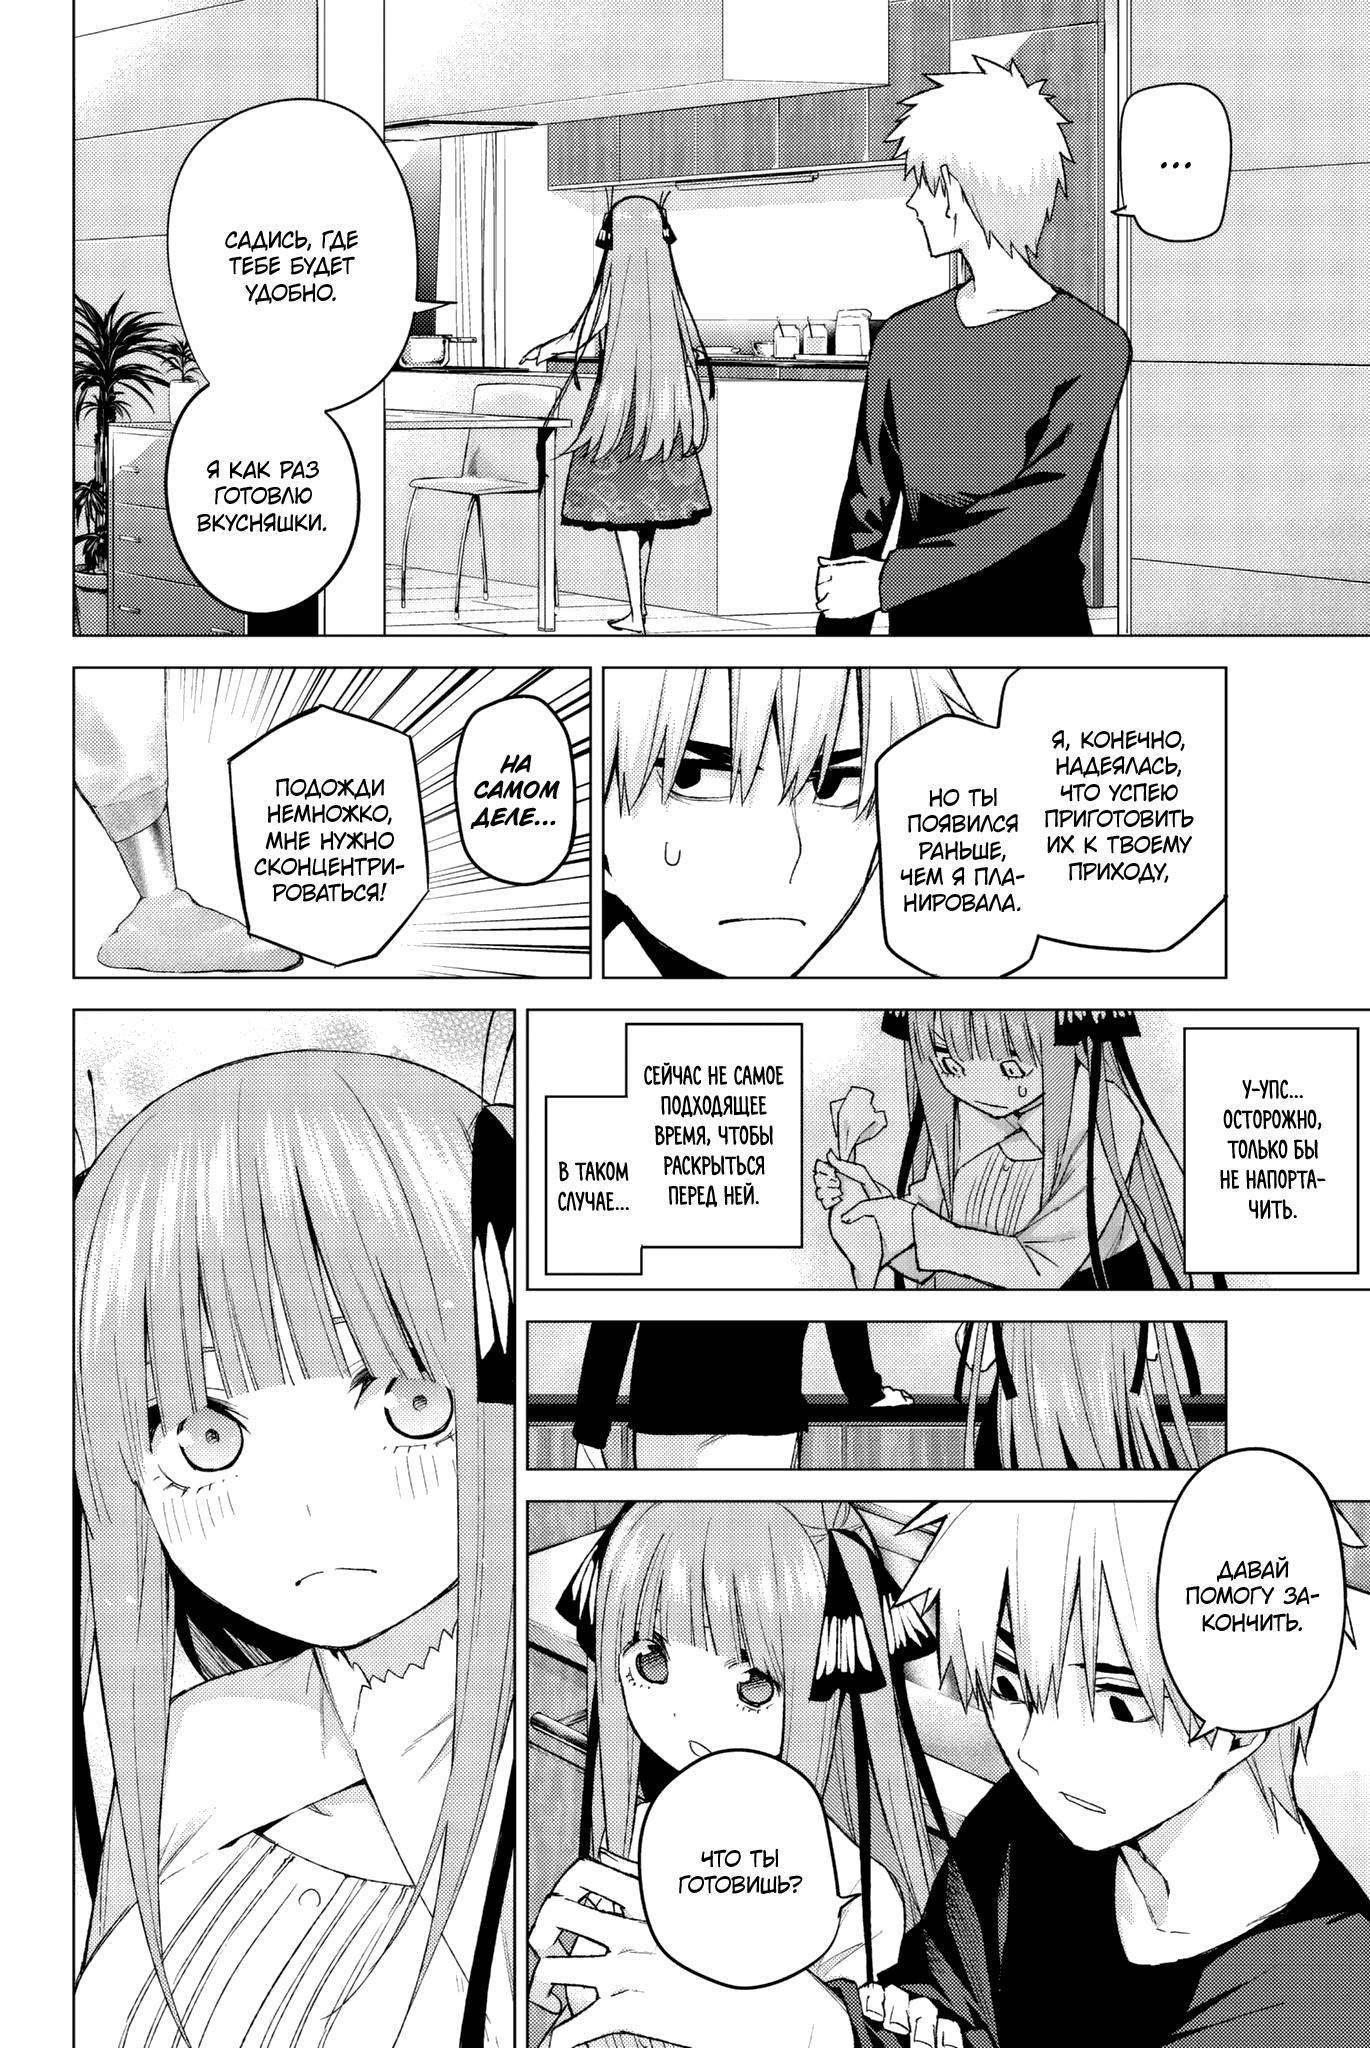 ...
САДИСЬ, ГДЕ
ТЕБЕ БУДЕТ
УДОБНО.
Я КАК РАЗ
ГОТОВЛЮ
ВКУСНЯШКИ.
Я, КОНЕЧНО,
НАДЕЯЛАСЬ,
ЧТО УСПЕЮ
ПРИГОТОВИТЬ
ИХ К ТВОЕМУ
ПРИХОДУ,
НО ТЫ
ПОЯВИЛСЯ
РАНЬШЕ,
ЧЕМ Я ПЛА-
НИРОВАЛА.
НА
САМОМ
ДЕЛЕ...
ПОДОЖДИ
НЕМНОЖКО,
МНЕ НУЖНО
СКОНЦЕНТРИ-
РОВАТЬСЯ!
У-УПС...
ОСТОРОЖНО,
ТОЛЬКО БЫ
НЕ НАПОРТА-
ЧИТЬ.
СЕЙЧАС НЕ САМОЕ
ПОДХОДЯЩЕЕ
ВРЕМЯ, ЧТОБЫ
РАСКРЫТЬСЯ
ПЕРЕД НЕЙ.
В ТАКОМ
СЛУЧАЕ...
ДАВАЙ
ПОМОГУ ЗА-
КОНЧИТЬ.
ЧТО ТЫ
ГОТОВИШЬ?